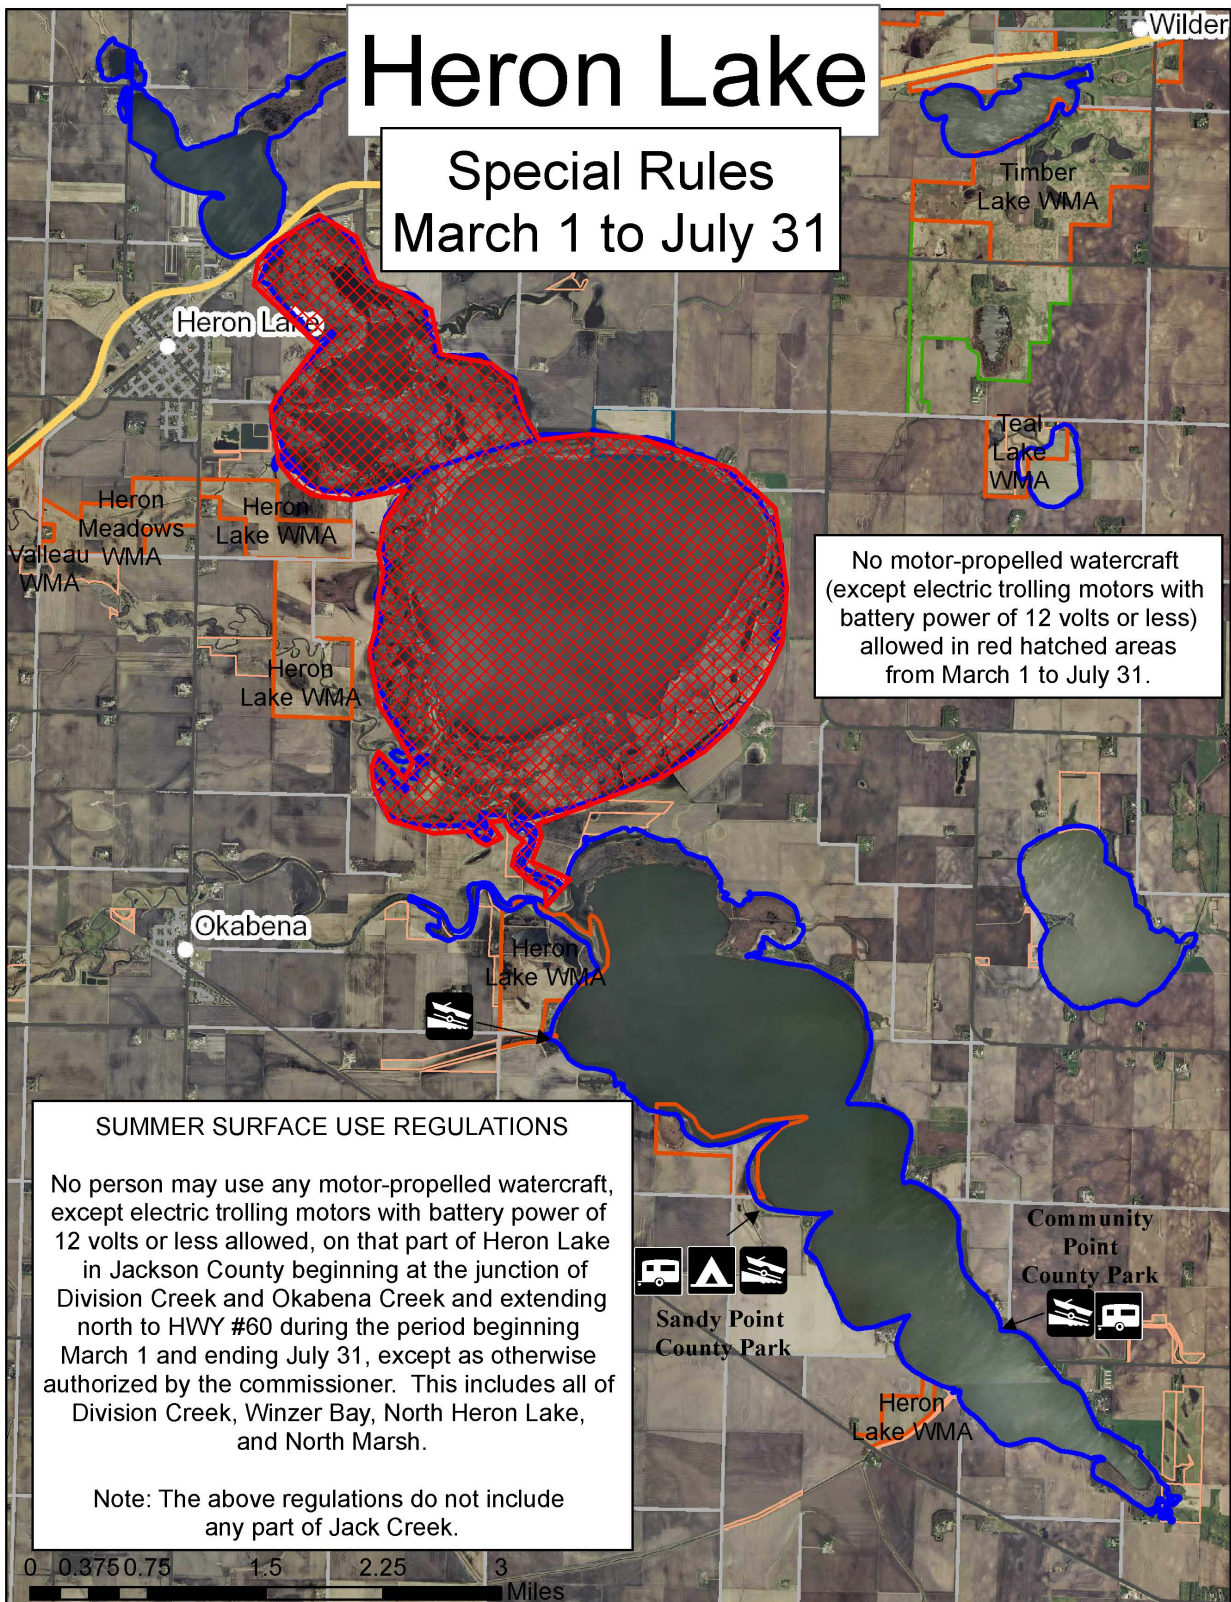 Heron Lake
Special Rules
March 1 to July 31
Wilder
Timber
Lake WMA
Heron Lake
Teal
Lake
WMA
Heron
Meadows
WMA
Heron
Lake WMA
Valleau
WMA
No motor-propelled watercraft
(except electric trolling motors with
battery power of 12 volts or less)
allowed in red hatched areas
from March 1 to July 31.
Heron
Lake WMA
Okabena
Heron
Lake WMA
SUMMER SURFACE USE REGULATIONS
No person may use any motor-propelled watercraft,
except electric trolling motors with battery power of
12 volts or less allowed, on that part of Heron Lake
in Jackson County beginning at the junction of
Division Creek and Okabena Creek and extending
north to HWY #60 during the period beginning
March 1 and ending July 31, except as otherwise
authorized by the commissioner. This includes all of
Division Creek, Winzer Bay, North Heron Lake,
and North Marsh.
Note: The above regulations do not include
any part of Jack Creek.
Community
Point
County Park
Sandy Point
County Park
Heron
Lake WMA
0 0.375 0.75 1.5 2.25 3
Miles